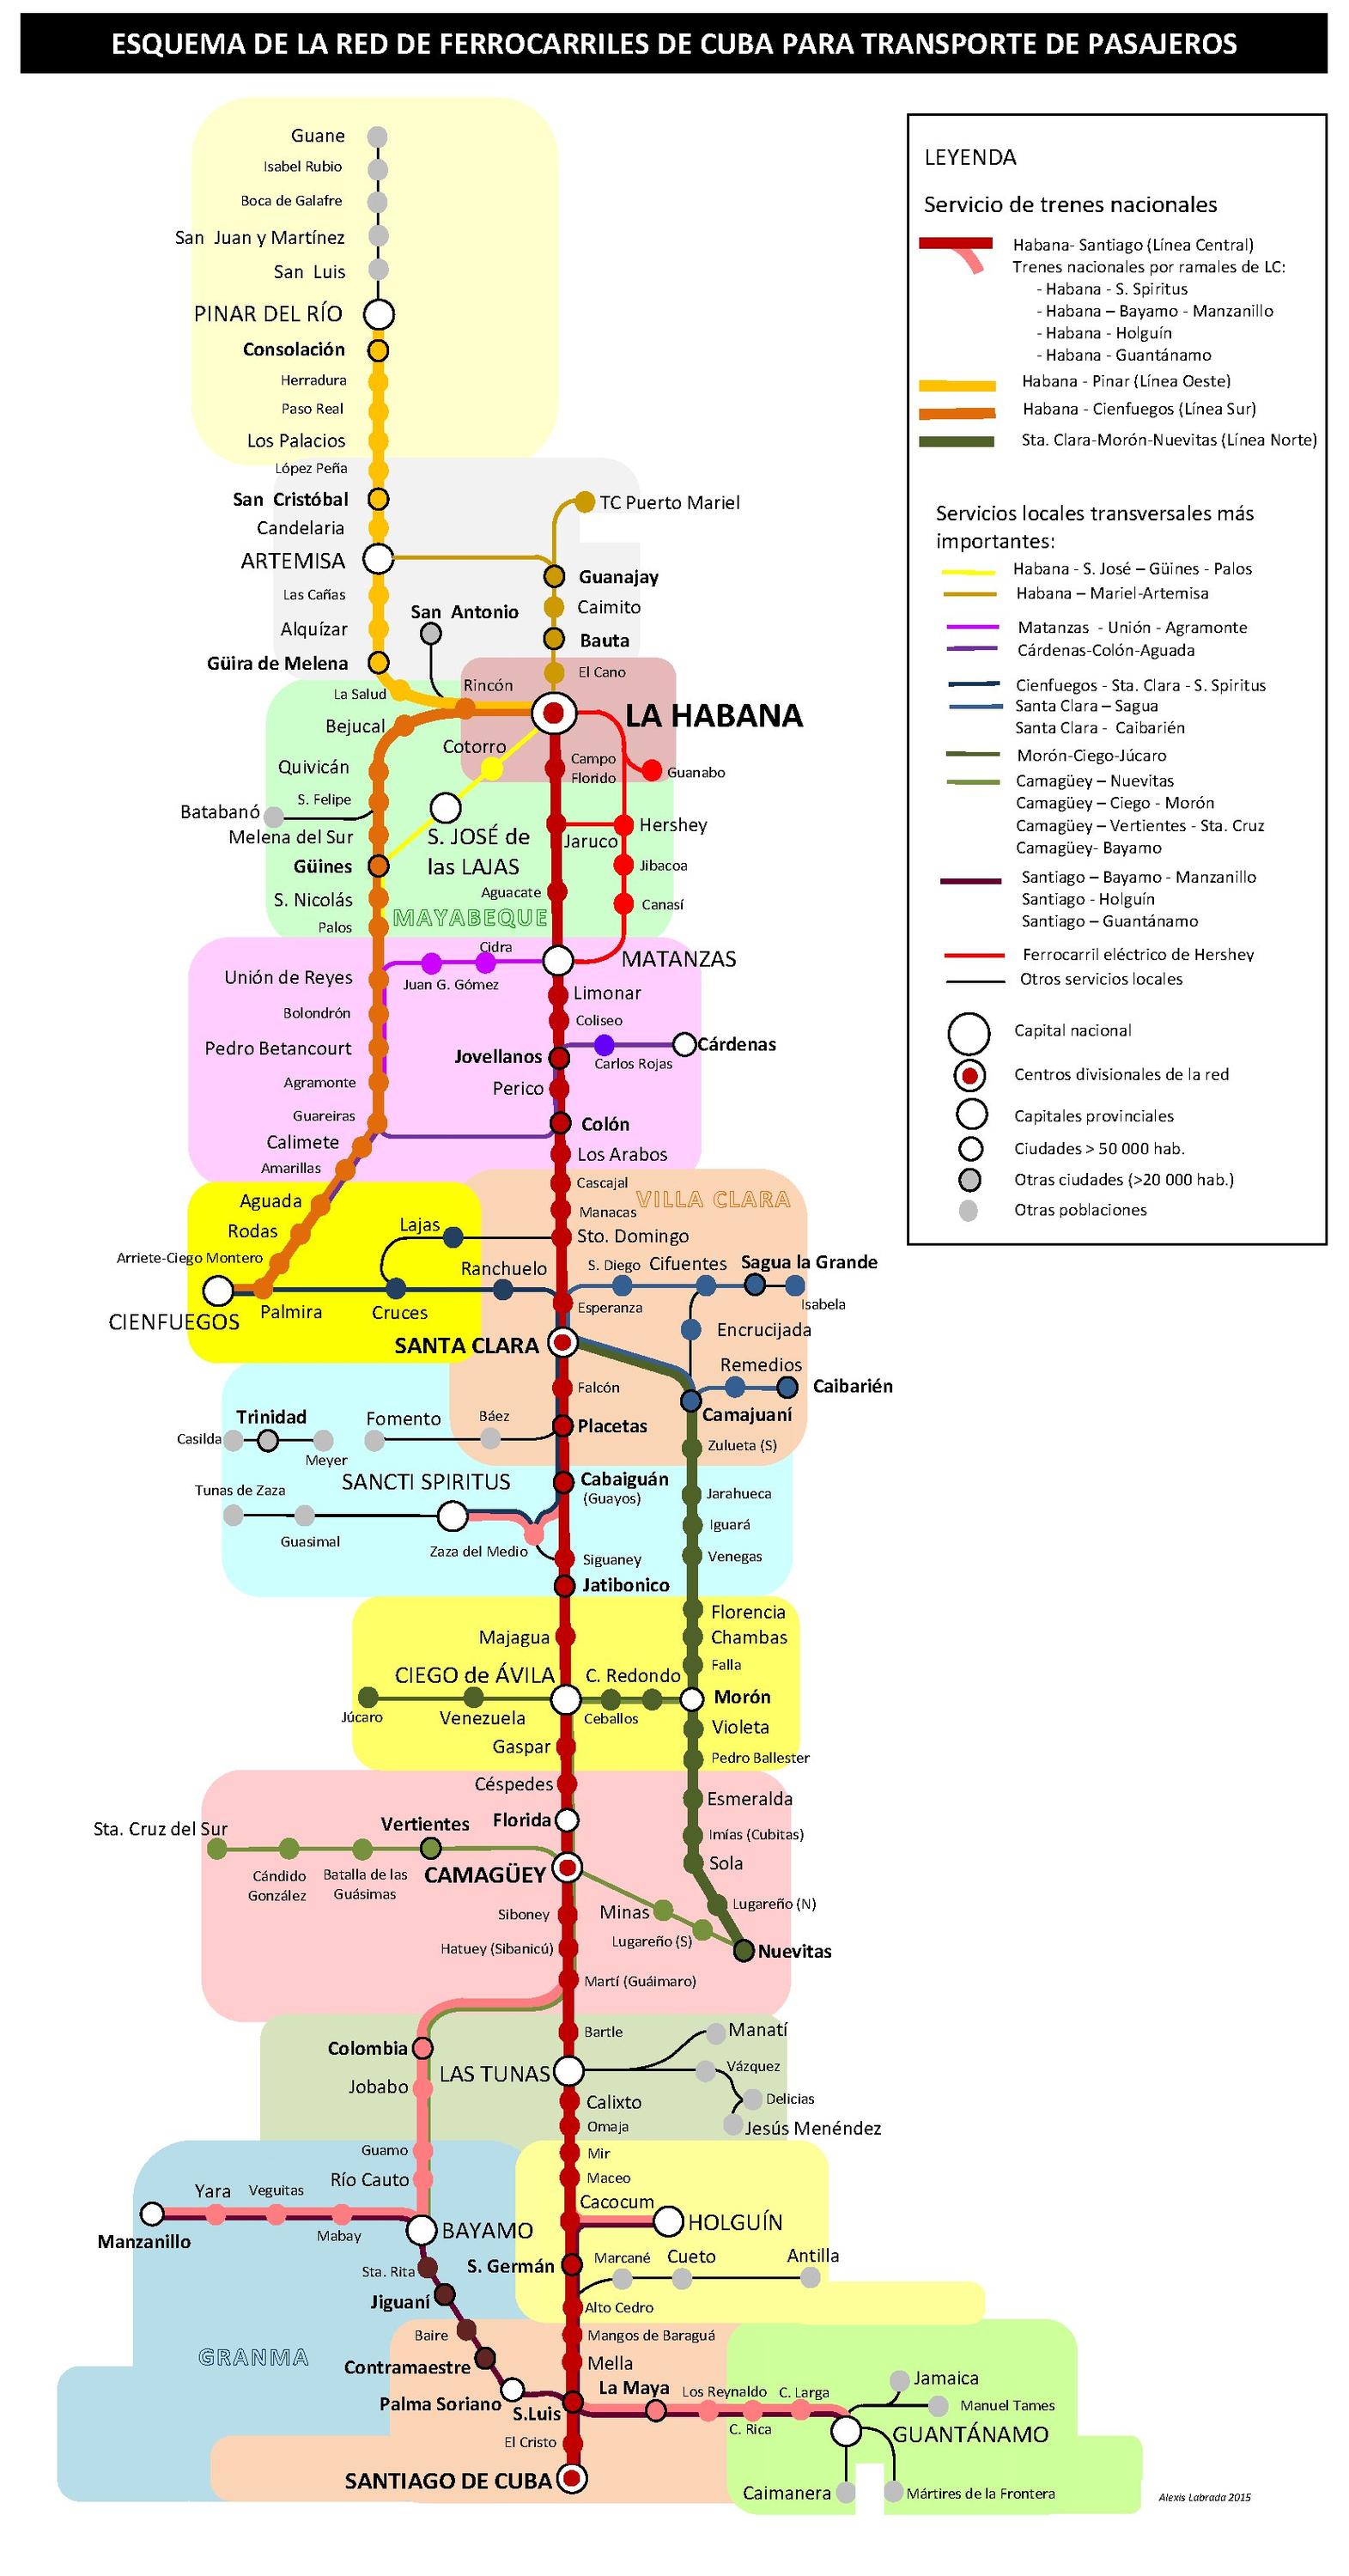 ESQUEMA DE LA RED DE FERROCARRILES DE CUBA PARA TRANSPORTE DE PASAJEROS
Guane
Isabel Rubio
Boca de Galafre
San Juan y Martínez
San Luis
PINAR DEL RÍO
Consolación
Herradura
Paso Real
Los Palacios
López Peña
San Cristóbal
Candelaria
ARTEMISA
Las Cañas
Alquízar
Güira de Melena
La Salud
San Antonio
Rincón
TC Puerto Mariel
Guanajay
Caimito
Bauta
El Cano
LA HABANA
Bejucal
Cotorro
Quivicán
S. Felipe
Batabanó
Melena del Sur
Güines
S. Nicolás
Palos
S. JOSÉ de
las LAJAS
MAYABEQUE
Campo
Florido
Guanabo
Hershey
Jaruco
Jibacoa
Aguacate
Canasí
MATANZAS
Cidra
Juan G. Gómez
Unión de Reyes
Bolondrón
Pedro Betancourt
Agramonte
Guareiras
Calimete
Amarillas
Limonar
Coliseo
Jovellanos
Carlos Rojas
Cárdenas
Perico
Colón
Los Arabos
Cascajal
VILLA CLARA
Manacas
Sto. Domingo
Aguada
Rodas
Arriete-Ciego Montero
CIENFUEGOS
Palmira
Lajas
Cruces
Ranchuelo
S. Diego
Cifuentes
Sagua la Grande
Isabela
Esperanza
Encrucijada
SANTA CLARA
Remedios
Caibarién
Camajuaní
Falcón
Placetas
Zulueta (S)
Trinidad
Casilda
Meyer
Fomento
Báez
SANCTI SPIRITUS
Cabaiguán
(Guayos)
Tunas de Zaza
Guasimal
Zaza del Medio
Siguaney
Jatibonico
Jarahueca
Iguará
Venegas
Florencia
Chambas
Falla
Majagua
CIEGO de ÁVILA
C. Redondo
Morón
Júcaro
Venezuela
Ceballos
Violeta
Gaspar
Pedro Ballester
Céspedes
Esmeralda
Florida
Imías (Cubitas)
Sta. Cruz del Sur
Vertientes
Cándido
González
Batalla de las
Guásimas
CAMAGÜEY
Sola
Siboney
Minas
Lugareño (N)
Lugareño (S)
Nuevitas
Hatuey (Sibanicú)
Martí (Guáimaro)
Bartle
Manatí
Colombia
LAS TUNAS
Vázquez
Jobabo
Calixto
Delicias
Omaja
Jesús Menéndez
Guamo
Mir
Río Cauto
Maceo
Yara
Veguitas
Cacocum
Manzanillo
Mabay
BAYAMO
HOLGUÍN
Sta. Rita
S. Germán
Marcané
Cueto
Antilla
Jiguaní
Alto Cedro
Baire
Mangos de Baraguá
GRANMA
Contramaestre
Mella
Palma Soriano
S.Luis
La Maya
Los Reynaldo
C. Larga
C. Rica
Jamaica
Manuel Tames
GUANTÁNAMO
El Cristo
SANTIAGO DE CUBA
Caimanera
Mártires de la Frontera
Alexis Labrada 2015
LEYENDA
Servicio de trenes nacionales
Habana- Santiago (Línea Central)
Trenes nacionales por ramales de LC:
- Habana - S. Spiritus
- Habana – Bayamo - Manzanillo
- Habana - Holguín
- Habana - Guantánamo
Habana - Pinar (Línea Oeste)
Habana - Cienfuegos (Línea Sur)
Sta. Clara-Morón-Nuevitas (Línea Norte)
Servicios locales transversales más
importantes:
Habana - S. José – Güines - Palos
Habana – Mariel-Artemisa
Matanzas - Unión - Agramonte
Cárdenas-Colón-Aguada
Cienfuegos - Sta. Clara - S. Spiritus
Santa Clara – Sagua
Santa Clara - Caibarién
Morón-Ciego-Júcaro
Camagüey – Nuevitas
Camagüey – Ciego - Morón
Camagüey – Vertientes - Sta. Cruz
Camagüey- Bayamo
Santiago – Bayamo - Manzanillo
Santiago - Holguín
Santiago – Guantánamo
Ferrocarril eléctrico de Hershey
Otros servicios locales
Capital nacional
Centros divisionales de la red
Capitales provinciales
Ciudades > 50 000 hab.
Otras ciudades (>20 000 hab.)
Otras poblaciones